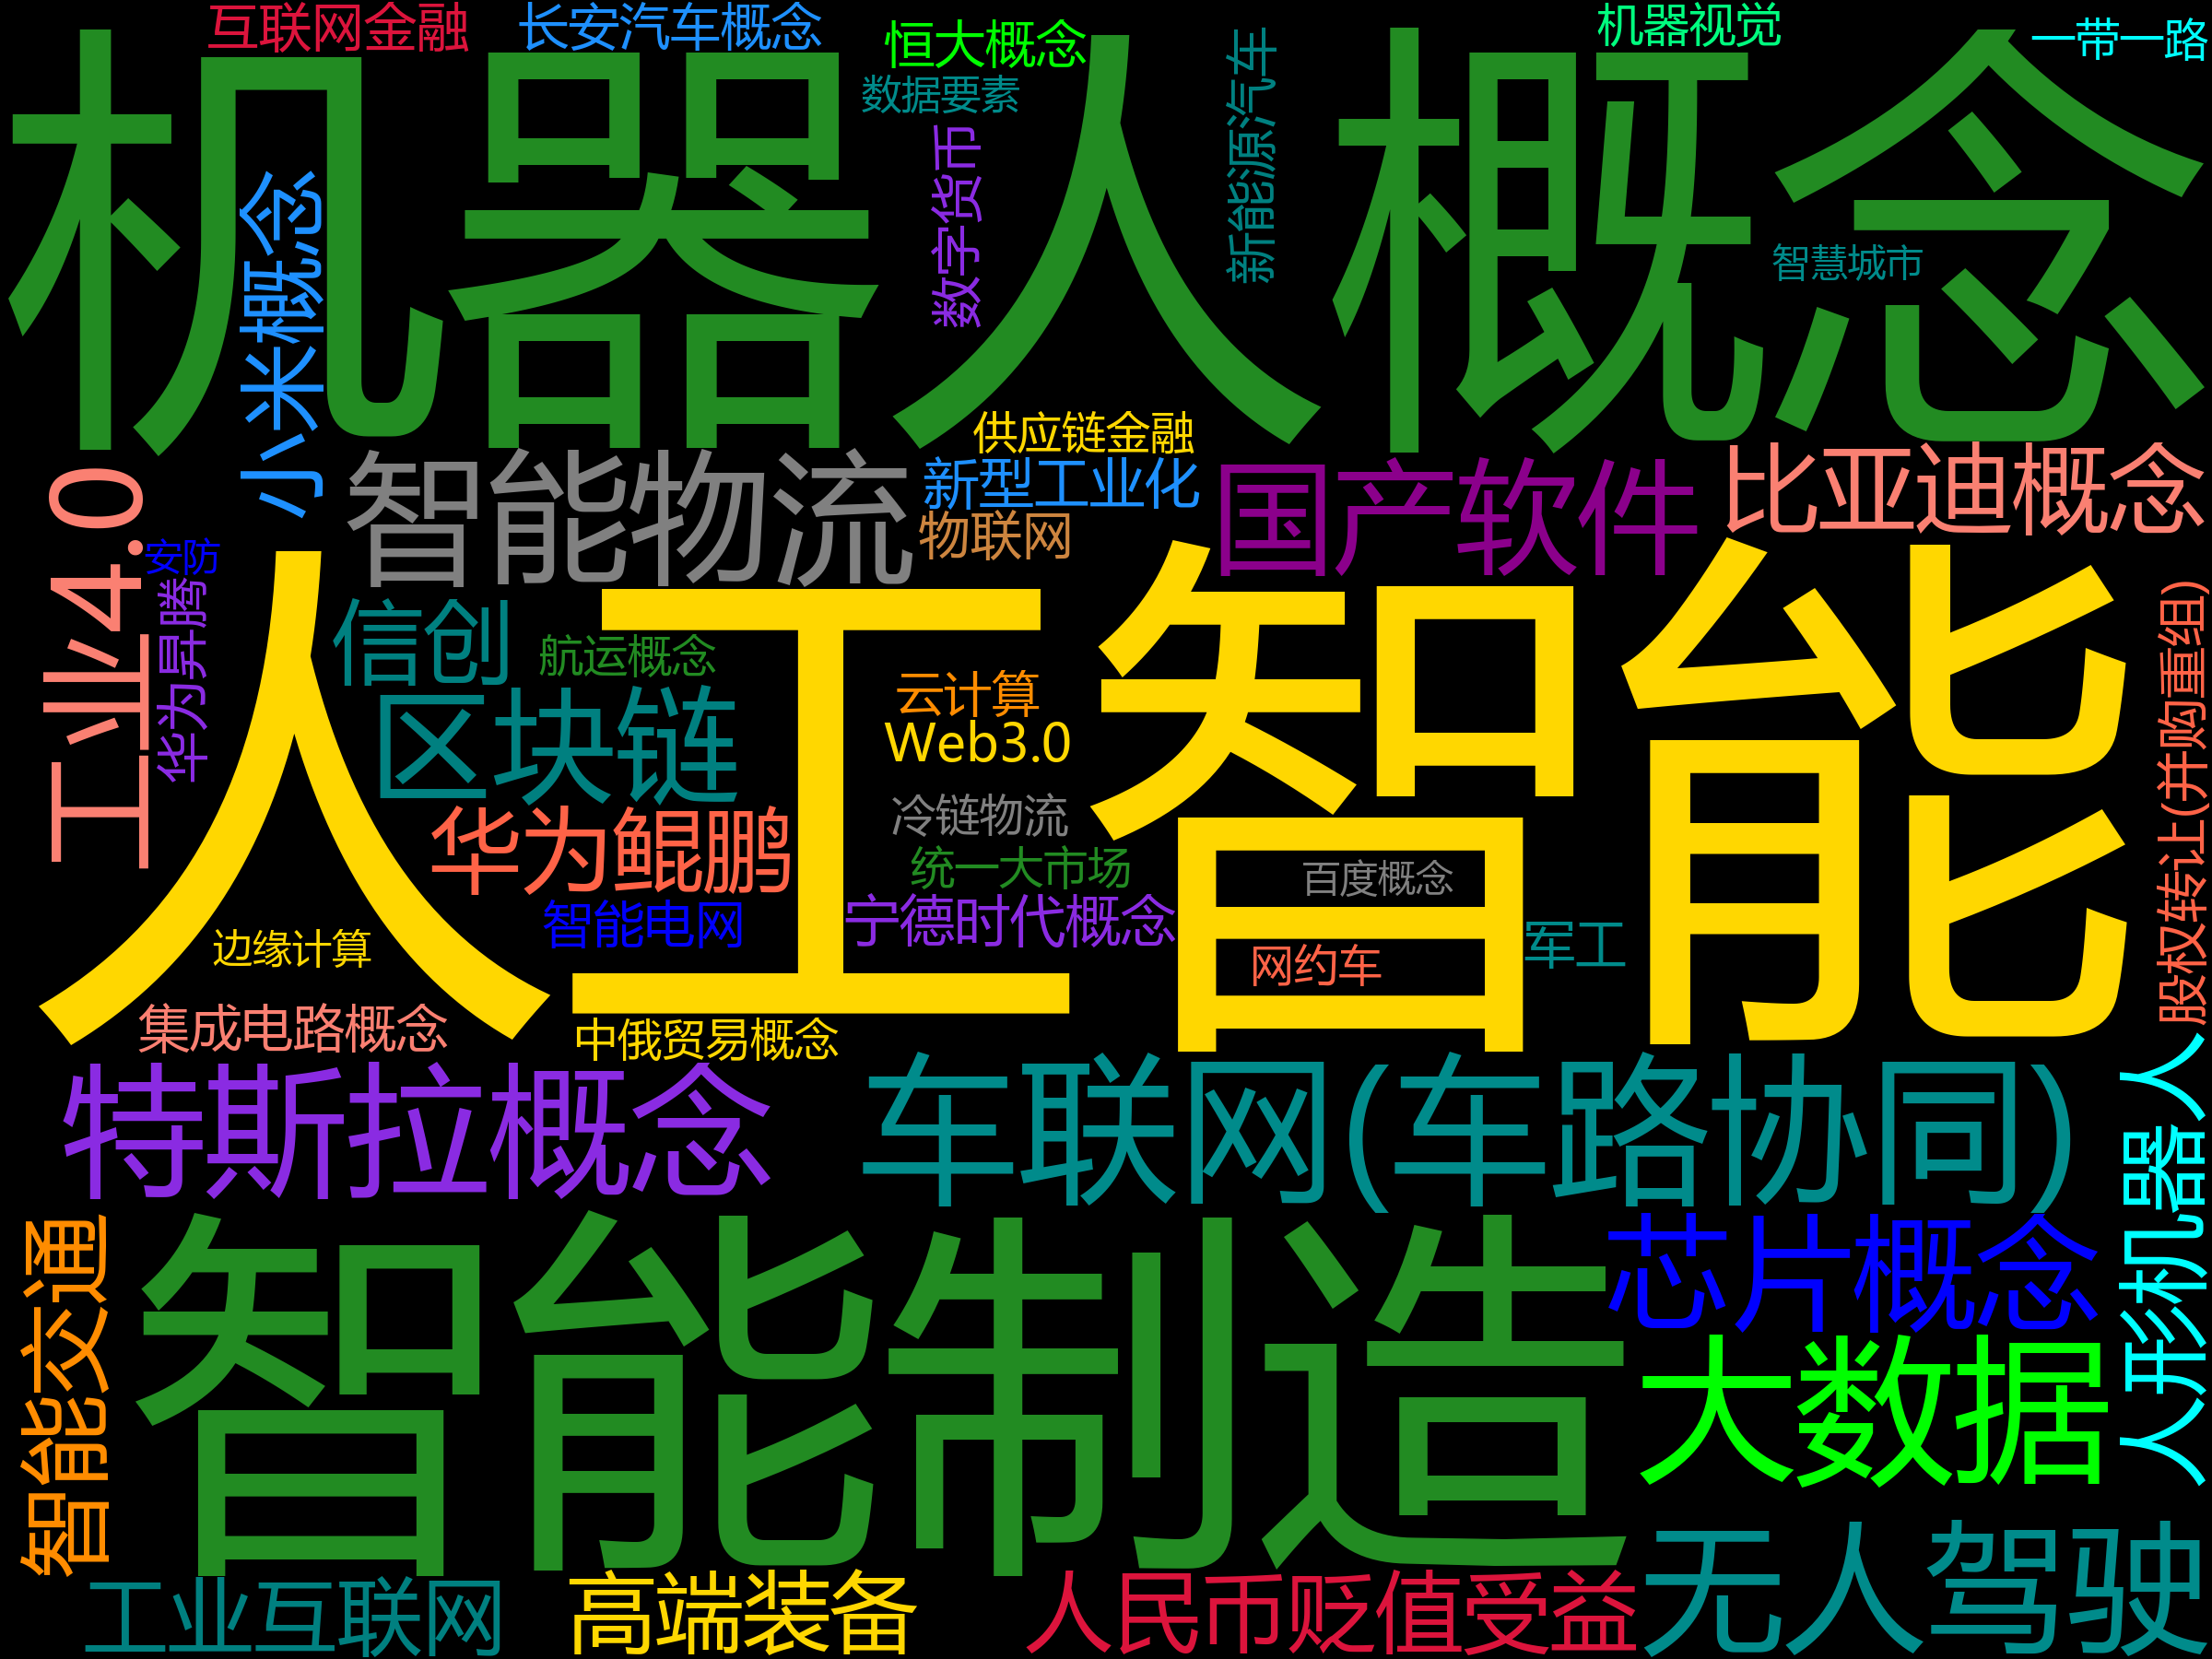 互联网金融
长安汽车概念
恒大概念
机器视觉
一带一路
机器人概念
数据要素
数字货币
新能源汽车
智慧城市
小米概念
供应链金融
智能物流
新型工业化
国产软件
比亚迪概念
工业4.0
物联网
安防
人工智能
华为昇腾
信创
航运概念
股权转让(并购重组)
云计算
区块链
Web3.0
冷链物流
华为鲲鹏
统一大市场
百度概念
智能电网
宁德时代概念
军工
边缘计算
网约车
集成电路概念
中俄贸易概念
特斯拉概念
车联网(车路协同)
人形机器人
智能交通
智能制造
芯片概念
大数据
无人驾驶
工业互联网
高端装备
人民币贬值受益